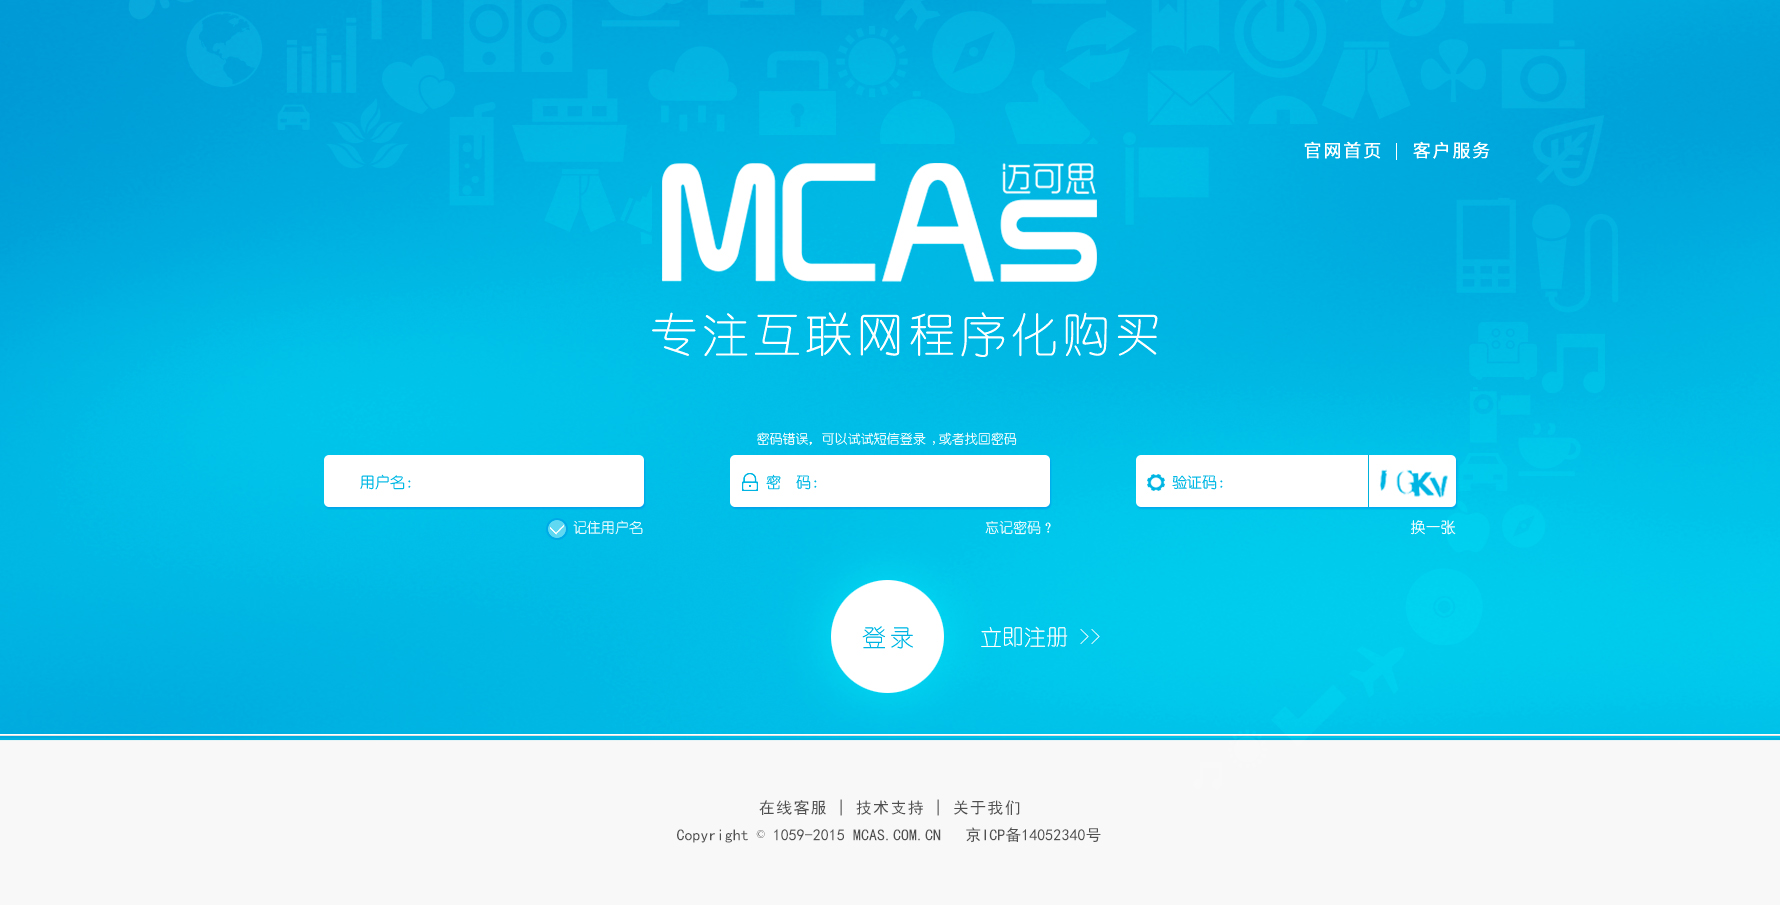 官网首页 | 客户服务
MCAS 迈可思
专注互联网程序化购买
密码错误，可以试试短信登录 ,或者找回密码
用户名： 密 码： 验证码： IGKV
记住用户名 忘记密码？ 换一张
登录 立即注册 >>
在线客服 | 技术支持 | 关于我们
Copyright © 1059-2015 MCAS.COM.CN 京ICP备14052340号